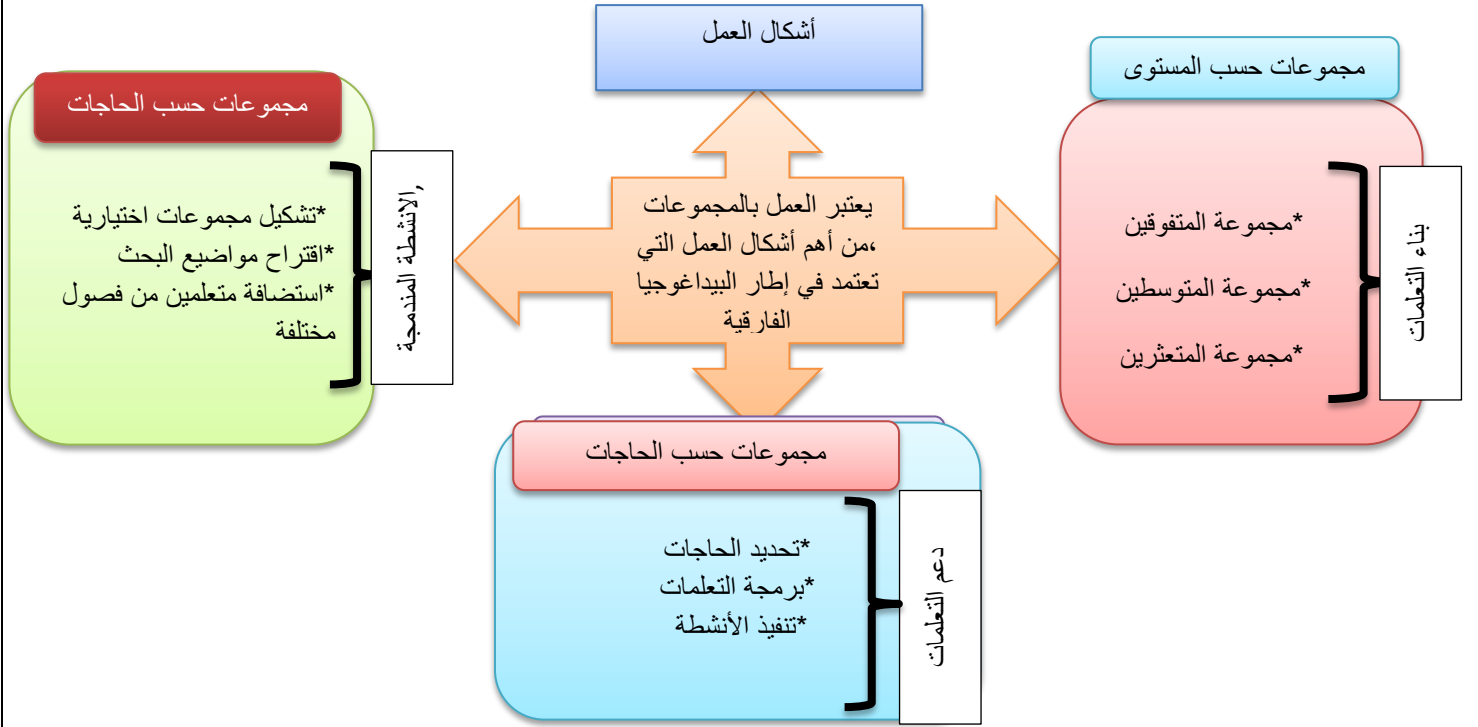 أشكال العمل
مجموعات حسب المستوى
*مجموعة المتفوقين
*مجموعة المتوسطين
*مجموعة المتعثرين
بناء التعلمات
يعتبر العمل بالمجموعات
،من أهم أشكال العمل التي
تعتمد في إطار البيداغوجيا
الفارقية
مجموعات حسب الحاجات
*تشكيل مجموعات اختيارية
*اقتراح مواضيع البحث
*استضافة متعلمين من فصول
مختلفة
الانشطة المندمجة,
مجموعات حسب الحاجات
*تحديد الحاجات
*برمجة التعلمات
*تنفيذ الأنشطة
دعم التعلمات